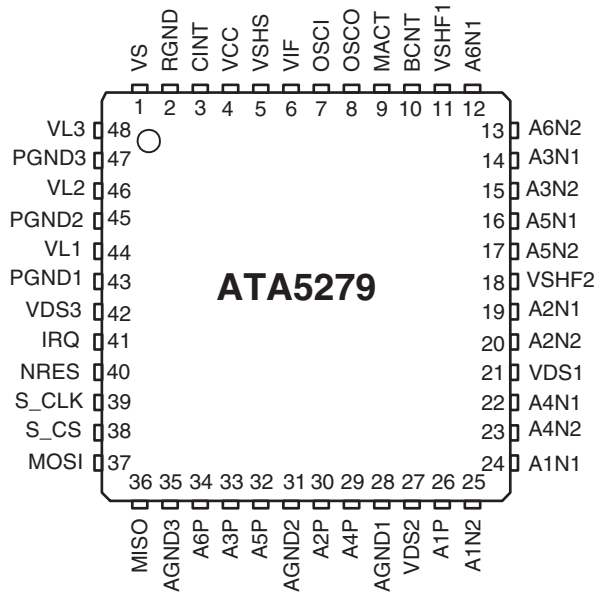 VS RGND CINT VCC VSHS VIF OSCI OSCO MACT BCNT VSHF1 A6N1
1 2 3 4 5 6 7 8 9 10 11 12
VL3 48 13 A6N2
PGND3 47 14 A3N1
VL2 46 15 A3N2
PGND2 45 16 A5N1
VL1 44 17 A5N2
PGND1 43 ATA5279 18 VSHF2
VDS3 42 19 A2N1
IRQ 41 20 A2N2
NRES 40 21 VDS1
S_CLK 39 22 A4N1
S_CS 38 23 A4N2
MOSI 37 24 A1N1
36 35 34 33 32 31 30 29 28 27 26 25
MISO AGND3 A6P A3P A5P AGND2 A2P A4P AGND1 VDS2 A1P A1N2